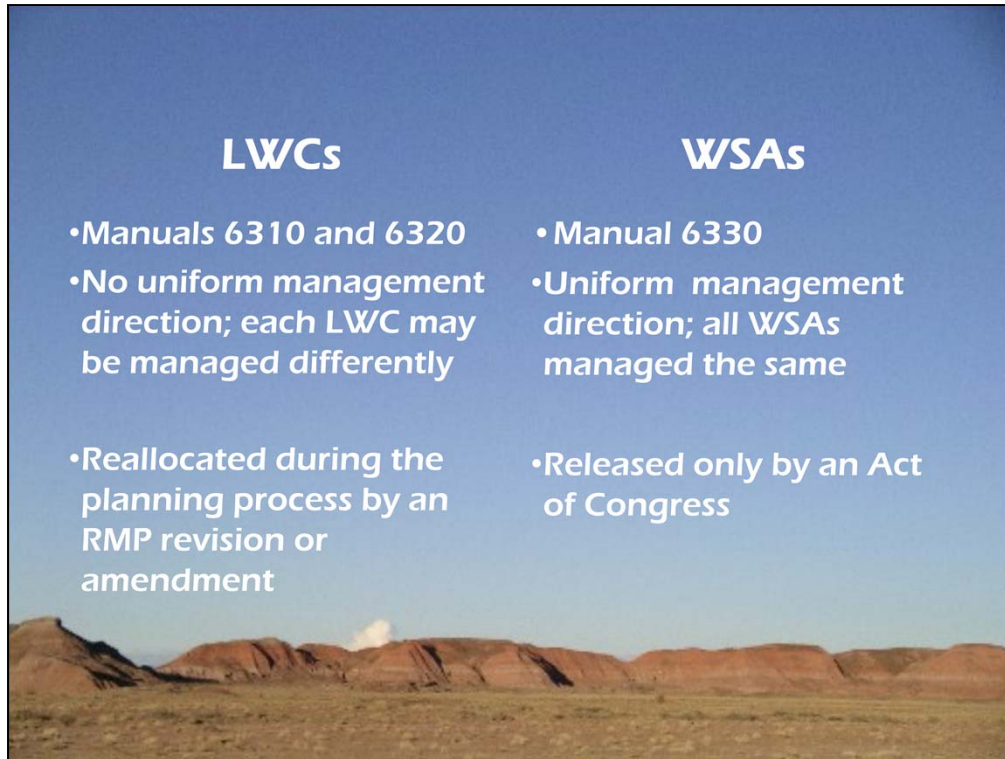 LWCs
•Manuals 6310 and 6320
•No uniform management
direction; each LWC may
be managed differently
•Reallocated during the
planning process by an
RMP revision or
amendment
WSAs
•Manual 6330
•Uniform management
direction; all WSAs
managed the same
•Released only by an Act
of Congress